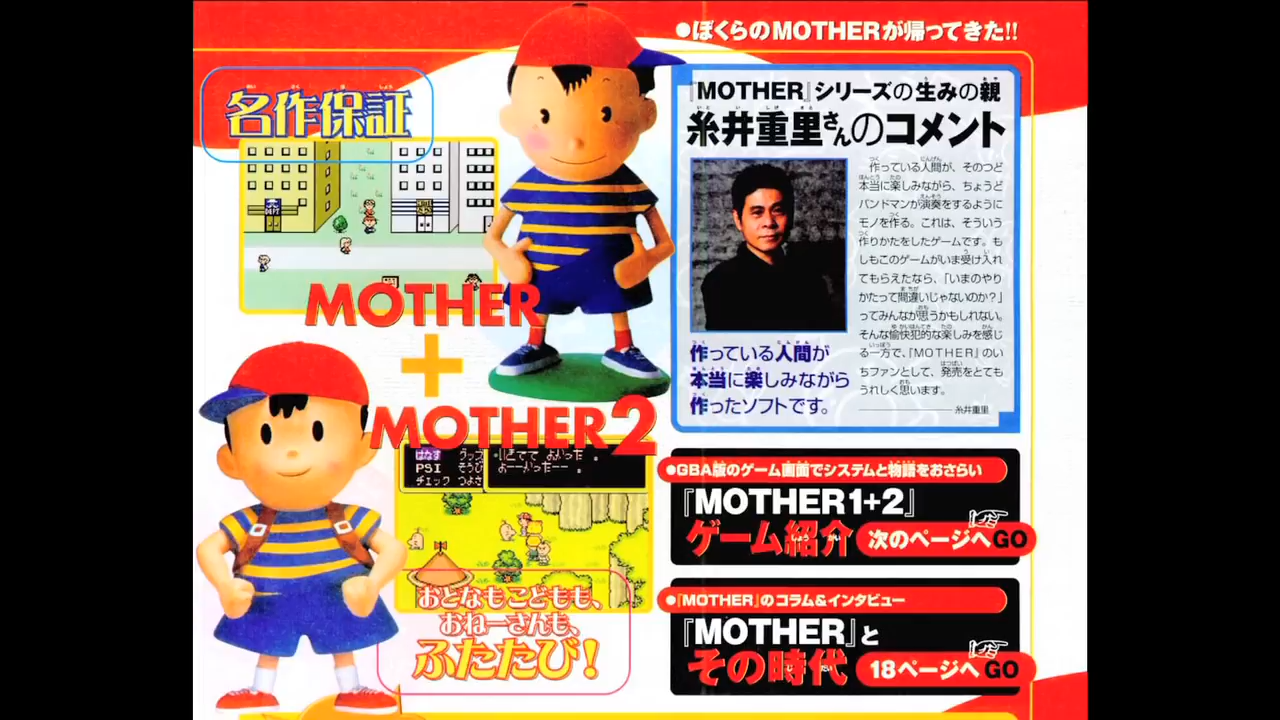 ●ぼくらのMOTHERが帰ってきた!!
名作保証
DEPT
MOTHER
+
MOTHER2
はなす グッズ
PSI そうび
チェック つよさ
よーーかったーー 。
おとなもこどもも、
おねーさんも、
ふたたび!
『MOTHER』シリーズの生みの親
糸井重里さんのコメント
作っている人間が、そのつど
本当に楽しみながら、ちょうど
バンドマンが演奏をするように
モノを作る。これは、そういう
作りかたをしたゲームです。も
しもこのゲームがいま受け入れ
てもらえたなら、「いまのやり
かたって間違いじゃないのか?」
ってみんなが思うかもしれない。
そんな愉快犯的な楽しみを感じ
る一方で、『MOTHER』のい
ちファンとして、発売をとても
うれしく思います。
糸井重里
作っている人間が
本当に楽しみながら
作ったソフトです。
●GBA版のゲーム画面でシステムと物語をおさらい
『MOTHER1+2』
ゲーム紹介 次のページへGO
●『MOTHER』のコラム&インタビュー
『MOTHER』と
その時代 18ページへGO